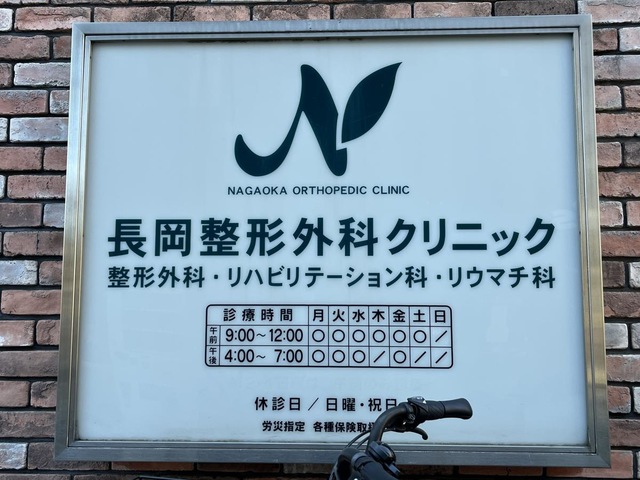 NAGAOKA ORTHOPEDIC CLINIC
長岡整形外科クリニック
整形外科・リハビリテーション科・リウマチ科
診療時間 月 火 水 木 金 土 日
午前 9:00～12:00 ○ ○ ○ ○ ○ ○ /
午後 4:00～ 7:00 ○ ○ ○ / ○ ○ /
休診日/日曜・祝日
労災指定 各種保険取